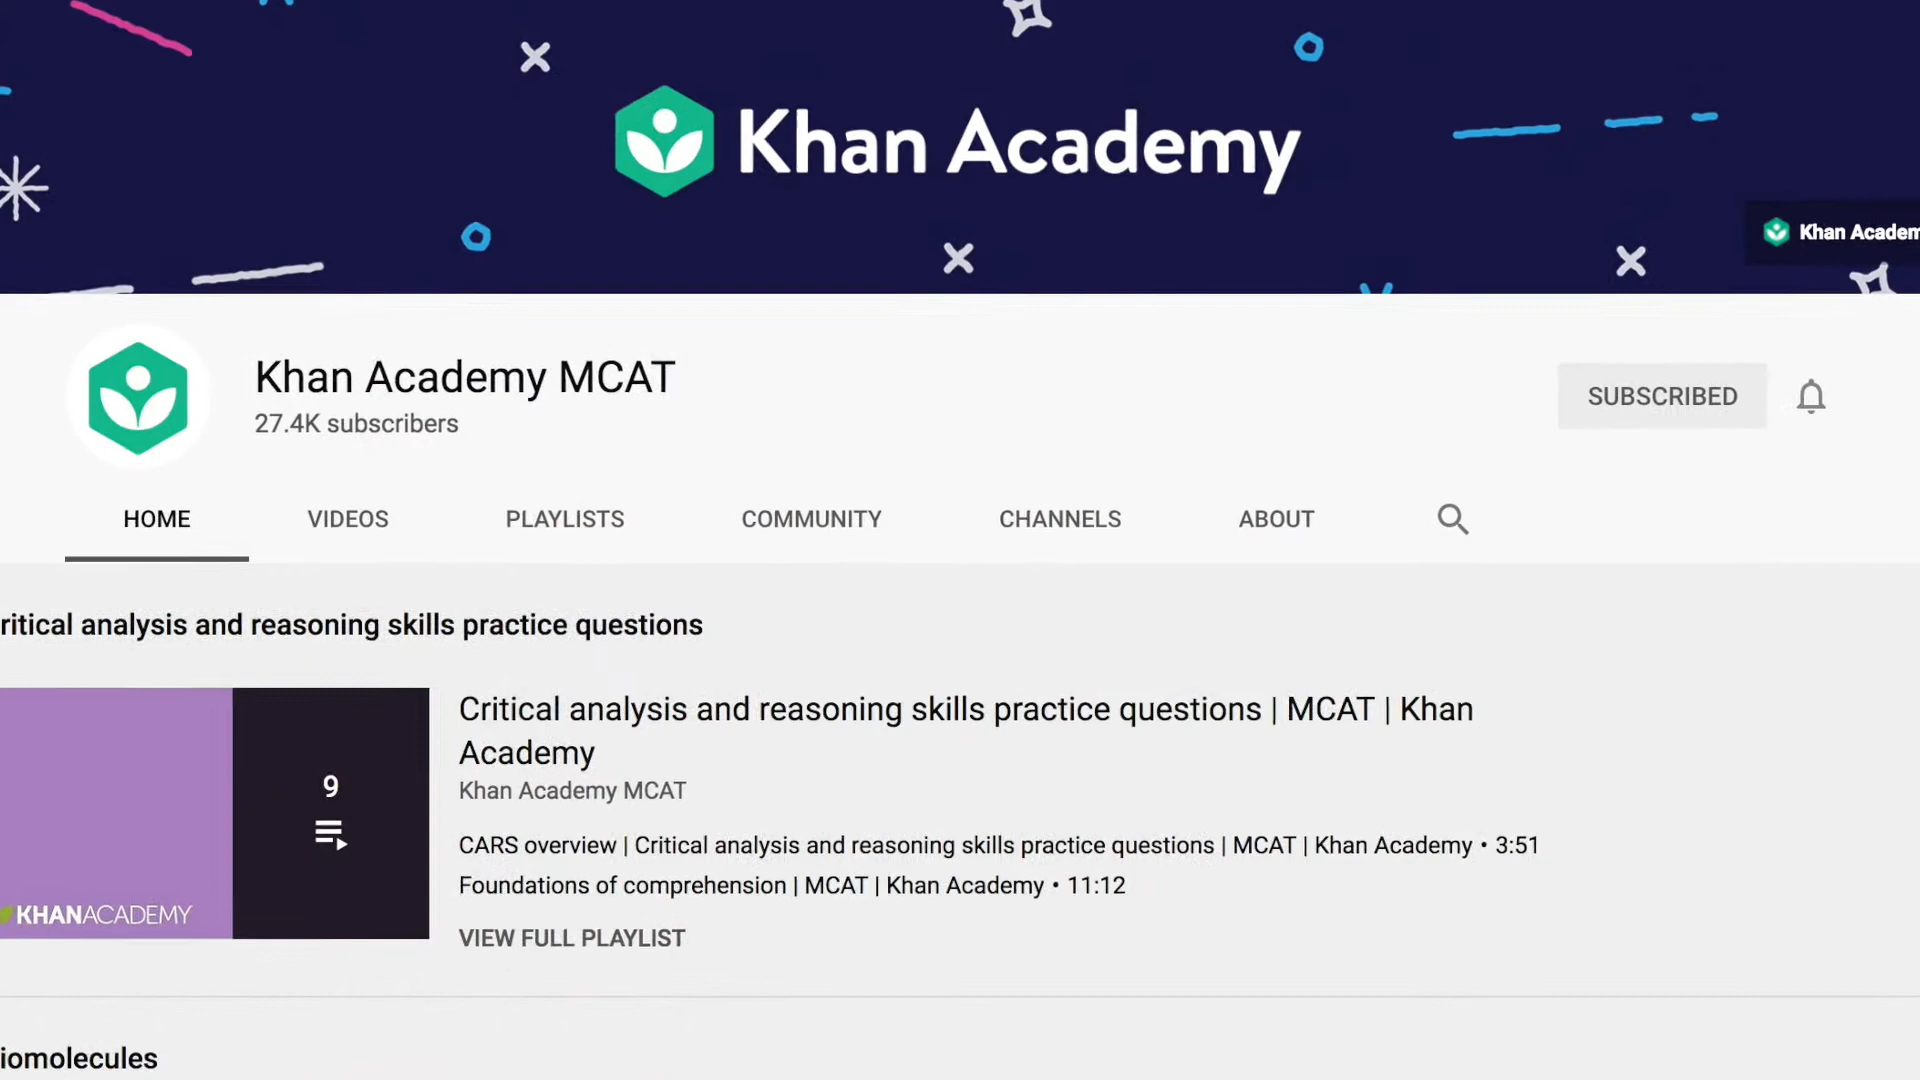 Khan Academy
Khan Academ
Khan Academy MCAT
27.4K subscribers
SUBSCRIBED
HOME VIDEOS PLAYLISTS COMMUNITY CHANNELS ABOUT
ritical analysis and reasoning skills practice questions
9
KHANACADEMY
Critical analysis and reasoning skills practice questions | MCAT | Khan
Academy
Khan Academy MCAT
CARS overview | Critical analysis and reasoning skills practice questions | MCAT | Khan Academy • 3:51
Foundations of comprehension | MCAT | Khan Academy • 11:12
VIEW FULL PLAYLIST
iomolecules